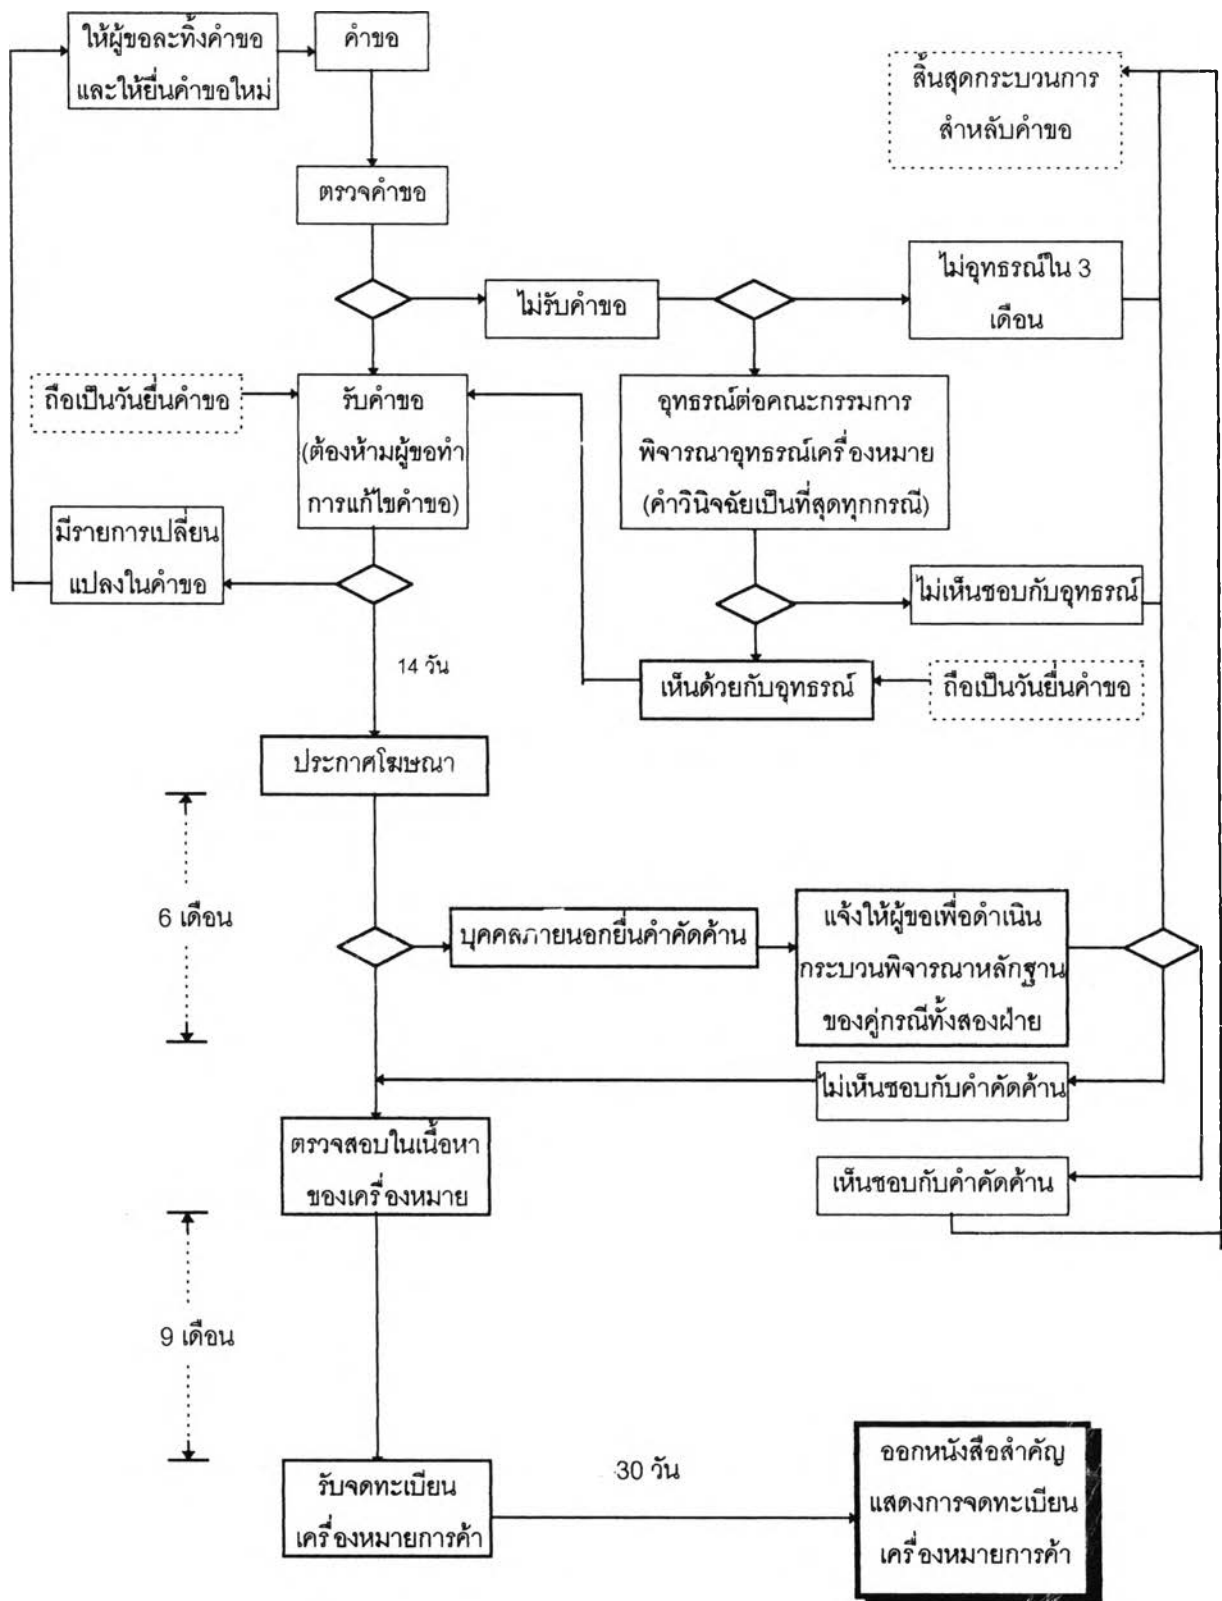 ให้ผู้ขอละทิ้งคำขอ
และให้ยื่นคำขอใหม่
คำขอ
สิ้นสุดกระบวนการ
สำหรับคำขอ
ตรวจคำขอ
ไม่รับคำขอ
ไม่อุทธรณ์ใน 3
เดือน
ถือเป็นวันยื่นคำขอ
รับคำขอ
(ต้องห้ามผู้ขอทำ
การแก้ไขคำขอ)
อุทธรณ์ต่อคณะกรรมการ
พิจารณาอุทธรณ์เครื่องหมาย
(คำวินิจฉัยเป็นที่สุดทุกกรณี)
มีรายการเปลี่ยน
แปลงในคำขอ
ไม่เห็นชอบกับอุทธรณ์
14 วัน
เห็นด้วยกับอุทธรณ์
ถือเป็นวันยื่นคำขอ
ประกาศโฆษณา
6 เดือน
บุคคลภายนอกยื่นคำคัดค้าน
แจ้งให้ผู้ขอเพื่อดำเนิน
กระบวนพิจารณาหลักฐาน
ของคู่กรณีทั้งสองฝ่าย
ไม่เห็นชอบกับคำคัดค้าน
ตรวจสอบในเนื้อหา
ของเครื่องหมาย
เห็นชอบกับคำคัดค้าน
9 เดือน
รับจดทะเบียน
เครื่องหมายการค้า
30 วัน
ออกหนังสือสำคัญ
แสดงการจดทะเบียน
เครื่องหมายการค้า